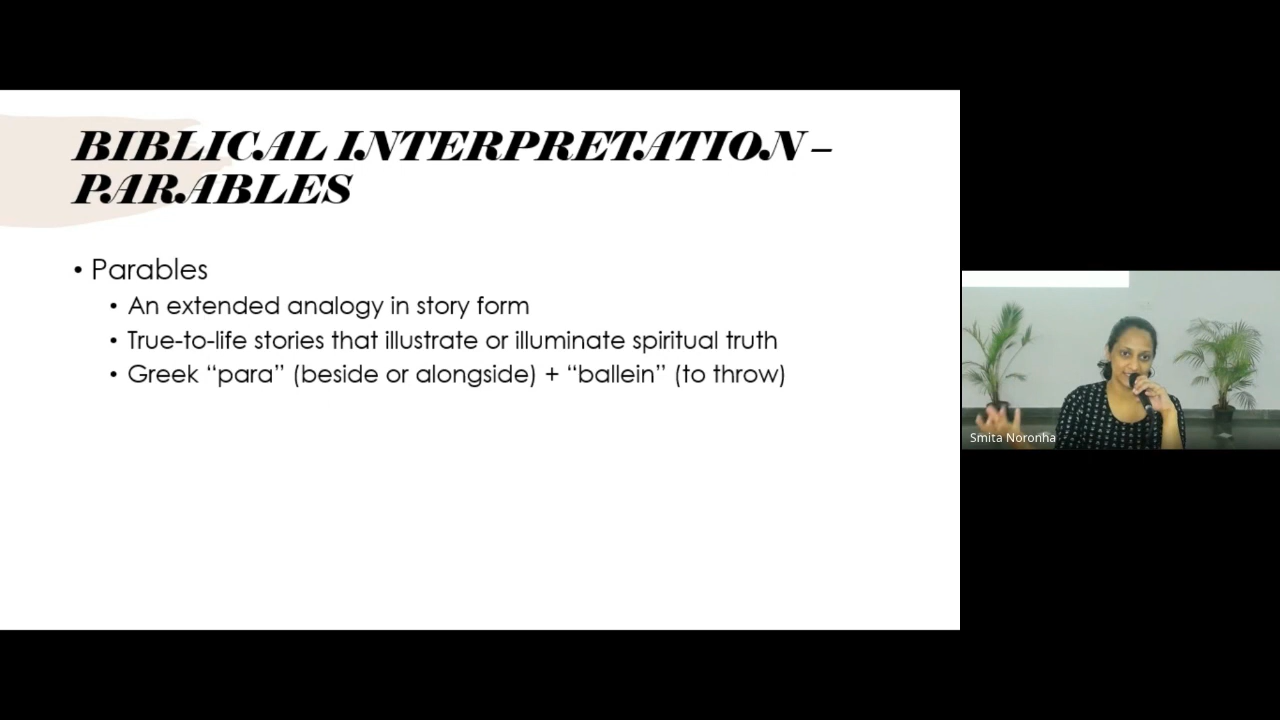 BIBLICAL INTERPRETATION –
PARABLES
• Parables
• An extended analogy in story form
• True-to-life stories that illustrate or illuminate spiritual truth
• Greek “para” (beside or alongside) + “ballein” (to throw)
Smita Noronha